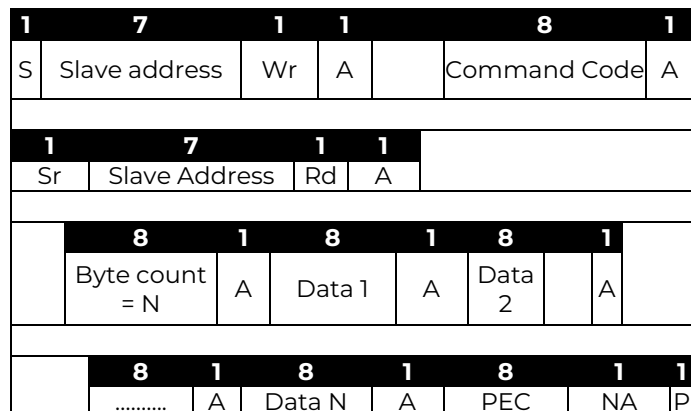 1 7 1 1 8 1
S Slave address Wr A Command Code A
1 7 1 1
Sr Slave Address Rd A
8 1 8 1 8 1
Byte count
= N A Data 1 A Data
2 A
8 1 8 1 8 1 1
.......... A Data N A PEC NA P